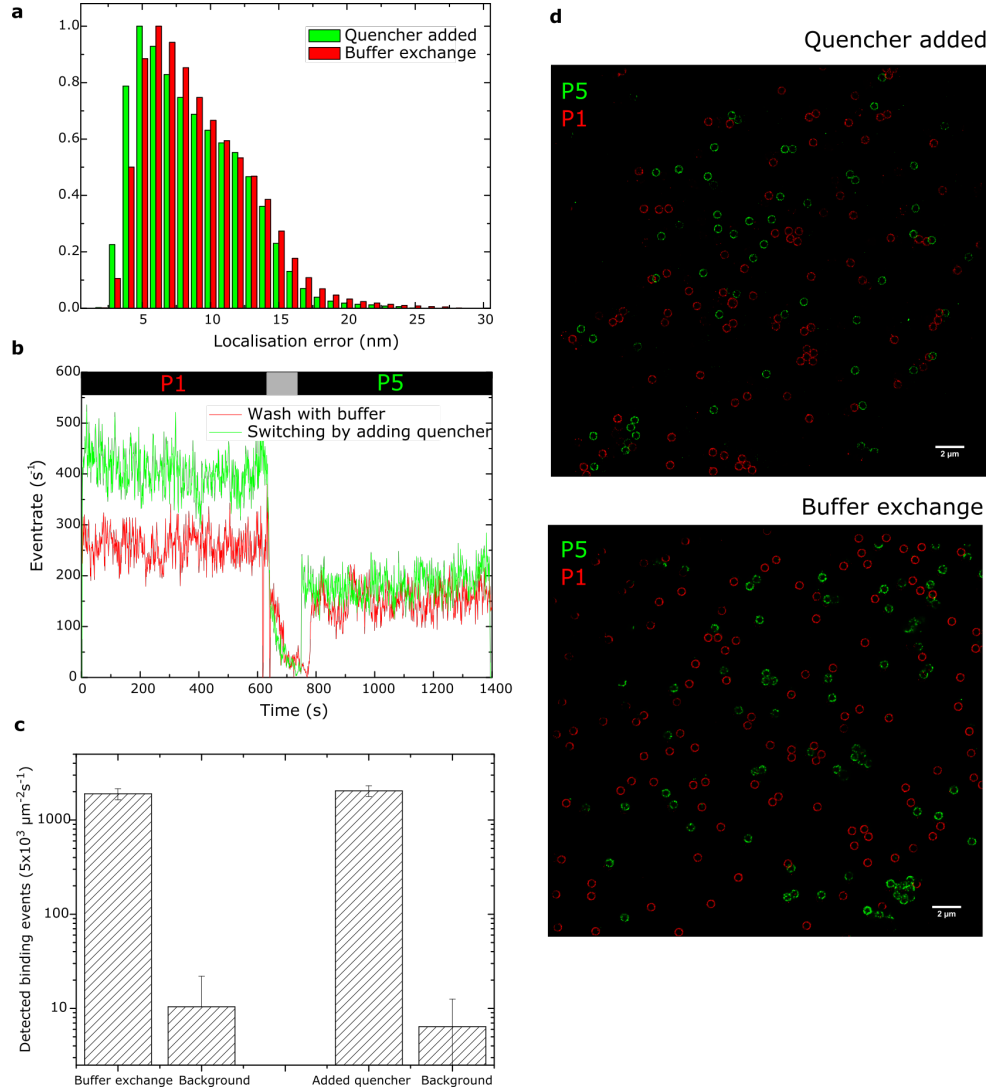 a
Quencher added
Buffer exchange
1.0
0.8
0.6
0.4
0.2
0.0
5
10
15
20
25
30
Localisation error (nm)
b
600
500
400
300
200
100
0
Eventrate (s⁻¹)
P1
P5
Wash with buffer
Switching by adding quencher
0
200
400
600
800
1000
1200
1400
Time (s)
c
Detected binding events (5x10³ µm⁻²s⁻¹)
1000
100
10
Buffer exchange
Background
Added quencher
Background
d
Quencher added
P5
P1
2 µm
Buffer exchange
P5
P1
2 µm